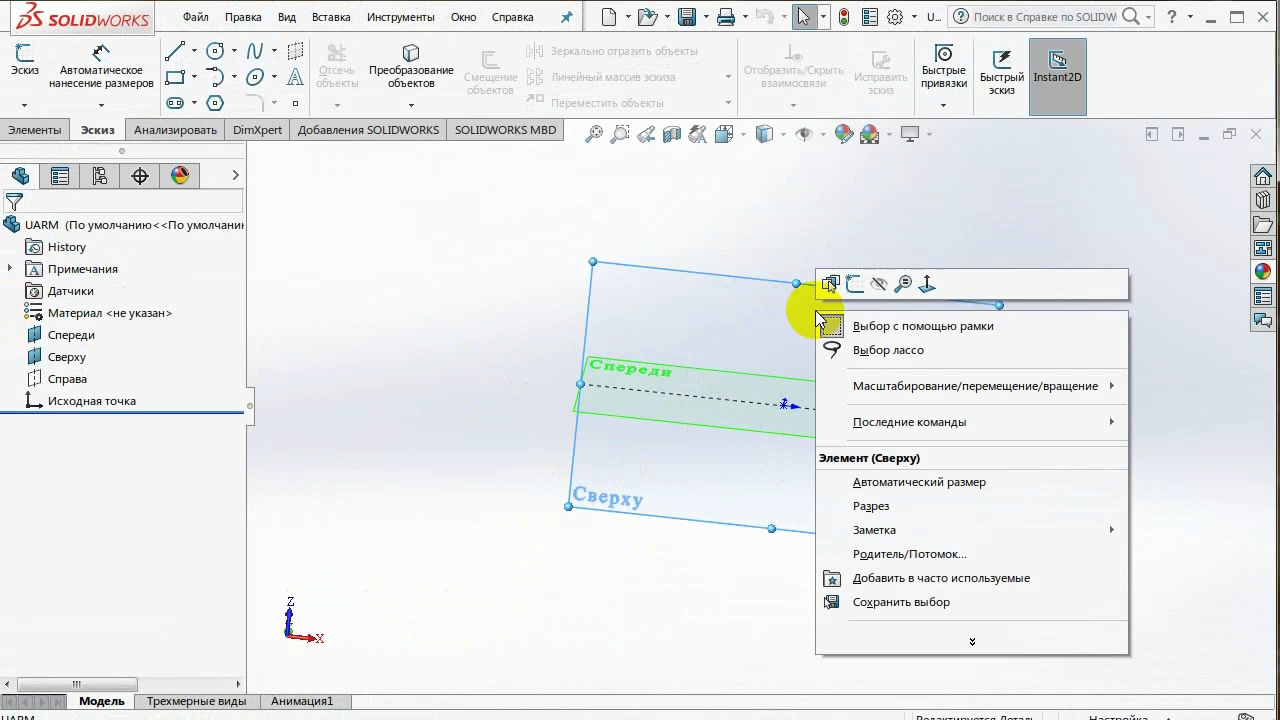 SOLIDWORKS
Файл Правка Вид Вставка Инструменты Окно Справка
U...
Поиск в Справке по SOLIDW
Эскиз
Автоматическое
нанесение размеров
Отсечь
объекты
Преобразование
объектов
Смещение
объектов
Зеркально отразить объекты
Линейный массив эскиза
Переместить объекты
Отобразить/Скрыть
взаимосвязи
Исправить
эскиз
Быстрые
привязки
Быстрый
эскиз
Instant2D
Элементы Эскиз Анализировать DimXpert Добавления SOLIDWORKS SOLIDWORKS MBD
UARM (По умолчанию<<По умолчани
History
Примечания
Датчики
Материал <не указан>
Спереди
Сверху
Справа
Исходная точка
Спереди
Сверху
Z
X
Выбор с помощью рамки
Выбор лассо
Масштабирование/перемещение/вращение
Последние команды
Элемент (Сверху)
Автоматический размер
Разрез
Заметка
Родитель/Потомок...
Добавить в часто используемые
Сохранить выбор
Модель Трехмерные виды Анимация1
UARM
Редактируется Деталь
Настройка